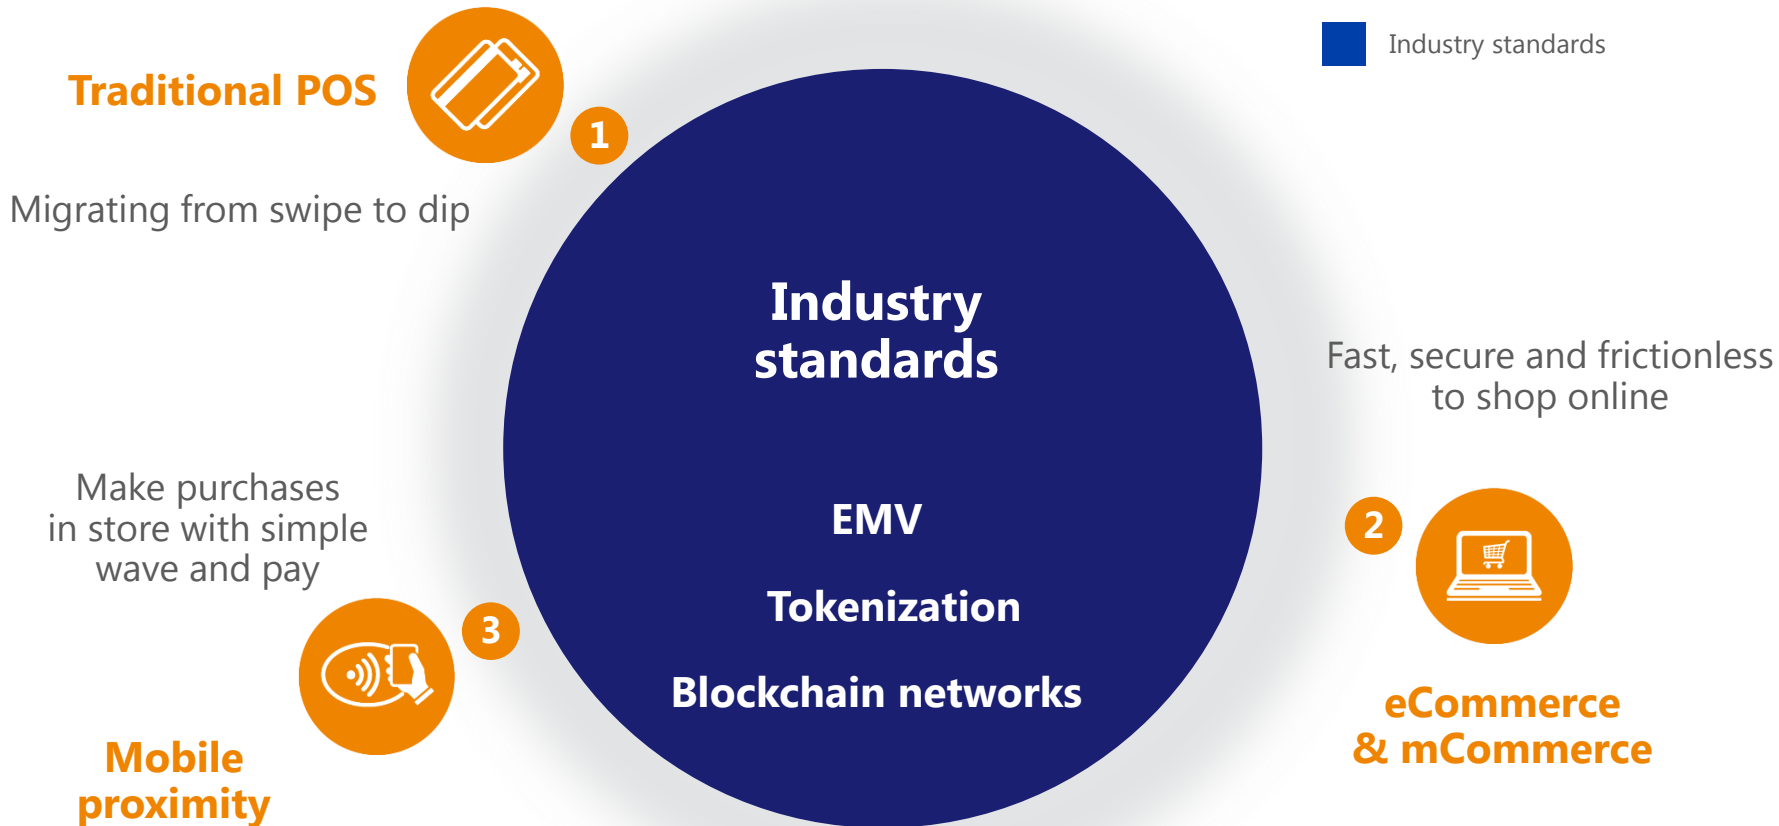 Industry standards
Traditional POS
1
Migrating from swipe to dip
Industry
standards
EMV
Tokenization
Blockchain networks
Fast, secure and frictionless
to shop online
2
eCommerce
& mCommerce
Make purchases
in store with simple
wave and pay
3
Mobile
proximity